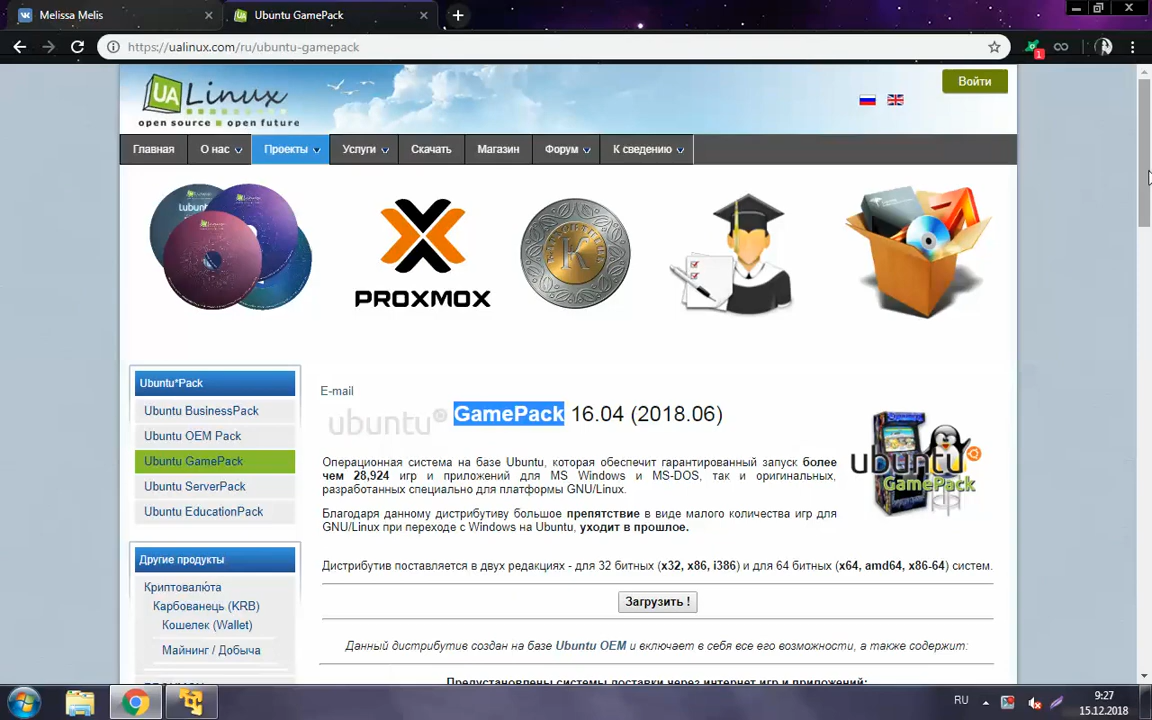 Melissa Melis
Ubuntu GamePack
https://ualinux.com/ru/ubuntu-gamepack
1
UA Linux
open source open future
Войти
Главная О нас Проекты Услуги Скачать Магазин Форум К сведению
Lubuntu
PROXMOX
K
Ubuntu*Pack
Ubuntu BusinessPack
Ubuntu OEM Pack
Ubuntu GamePack
Ubuntu ServerPack
Ubuntu EducationPack
Другие продукты
Криптовалюта
Карбованець (KRB)
Кошелек (Wallet)
Майнинг / Добыча
E-mail
ubuntu GamePack 16.04 (2018.06)
Операционная система на базе Ubuntu, которая обеспечит гарантированный запуск более
чем 28,924 игр и приложений для MS Windows и MS-DOS, так и оригинальных,
разработанных специально для платформы GNU/Linux.
Благодаря данному дистрибутиву большое препятствие в виде малого количества игр для
GNU/Linux при переходе с Windows на Ubuntu, уходит в прошлое.
ubuntu
GamePack
Дистрибутив поставляется в двух редакциях - для 32 битных (x32, x86, i386) и для 64 битных (x64, amd64, x86-64) систем.
Загрузить !
Данный дистрибутив создан на базе Ubuntu OEM и включает в себя все его возможности, а также содержит:
Предустановлены системы поставки через интернет игр и приложений:
RU
9:27
15.12.2018